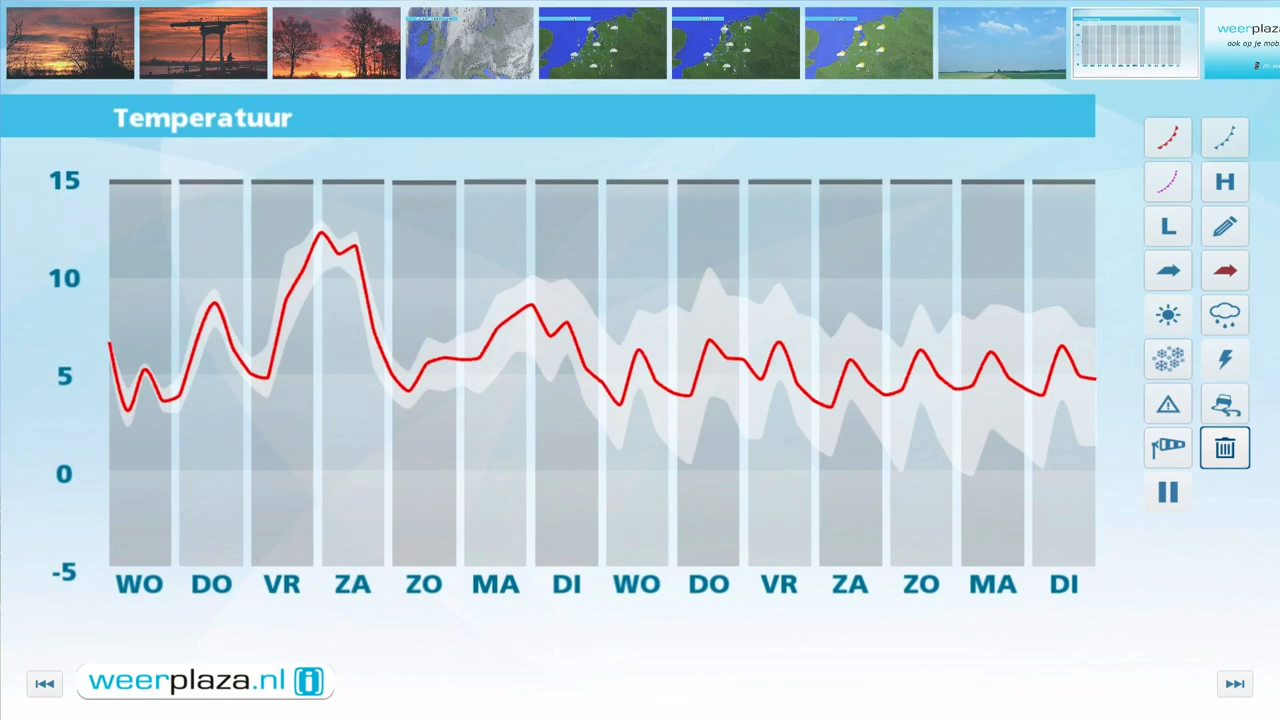 weerplaza
ook op je mob
Temperatuur
15
10
5
0
-5
WO DO VR ZA ZO MA DI WO DO VR ZA ZO MA DI
H
L
weerplaza.nl i